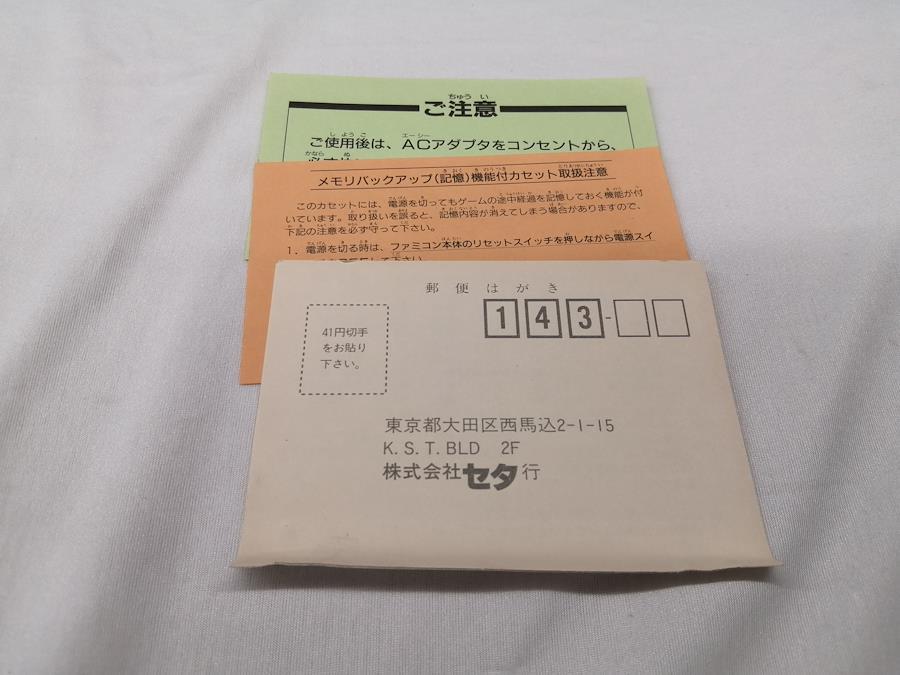 ご注意
ご使用後は、ACアダプタをコンセントから、
メモリバックアップ(記憶)機能付カセット取扱注意
このカセットには、電源を切ってもゲームの途中経過を記憶しておく機能が付
いています。取り扱いを誤ると、記憶内容が消えてしまう場合がありますので、
下記の注意を必ず守って下さい。
1. 電源を切る時は、ファミコン本体のリセットスイッチを押しながら電源スイ
郵便はがき
143-
41円切手
をお貼り
下さい。
東京都大田区西馬込2-1-15
K.S.T.BLD 2F
株式会社セタ行